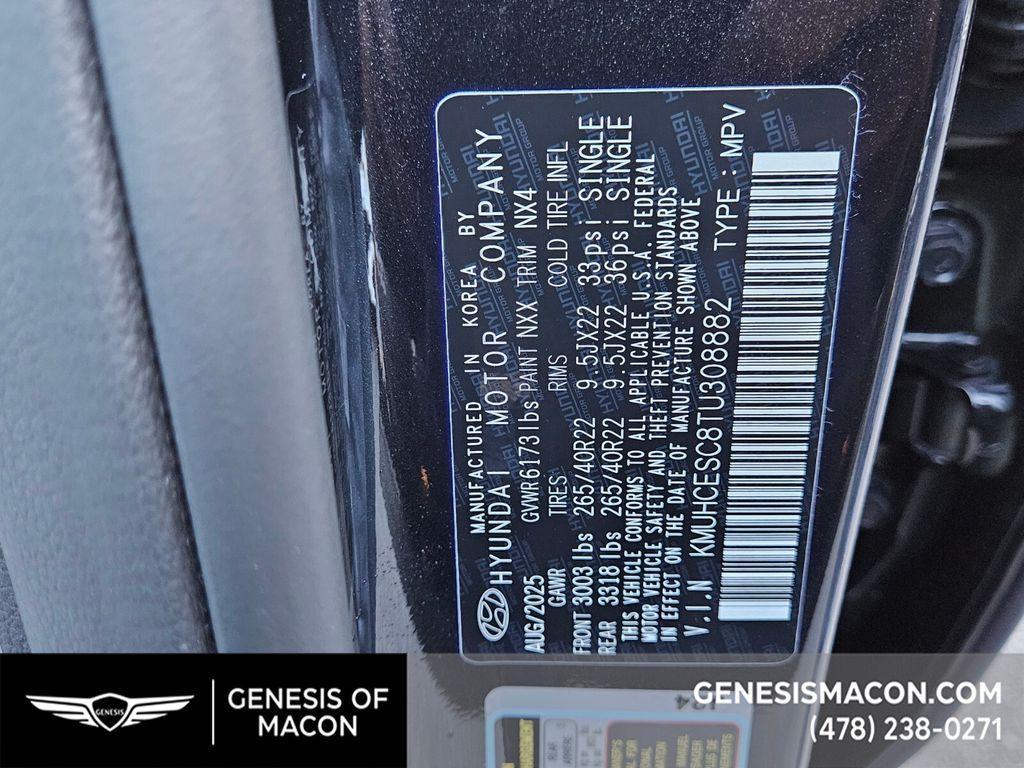 MANUFACTURED IN KOREA BY
HYUNDAI MOTOR COMPANY
AUG/2025 GVWR 6173lbs PAINT NXX TRIM NX4
GAWR TIRES RIMS COLD TIRE INFL
FRONT 3003 lbs 265/40R22 9.5JX22 33psi SINGLE
REAR 3318 lbs 265/40R22 9.5JX22 36psi SINGLE
THIS VEHICLE CONFORMS TO ALL APPLICABLE U.S.A. FEDERAL
MOTOR VEHICLE SAFETY AND THEFT PREVENTION STANDARDS
IN EFFECT ON THE DATE OF MANUFACTURE SHOWN ABOVE
V.I.N KMUHCESC8TU308882 TYPE : MPV
GENESIS
GENESIS OF
MACON
GENESISMACON.COM
(478) 238-0271